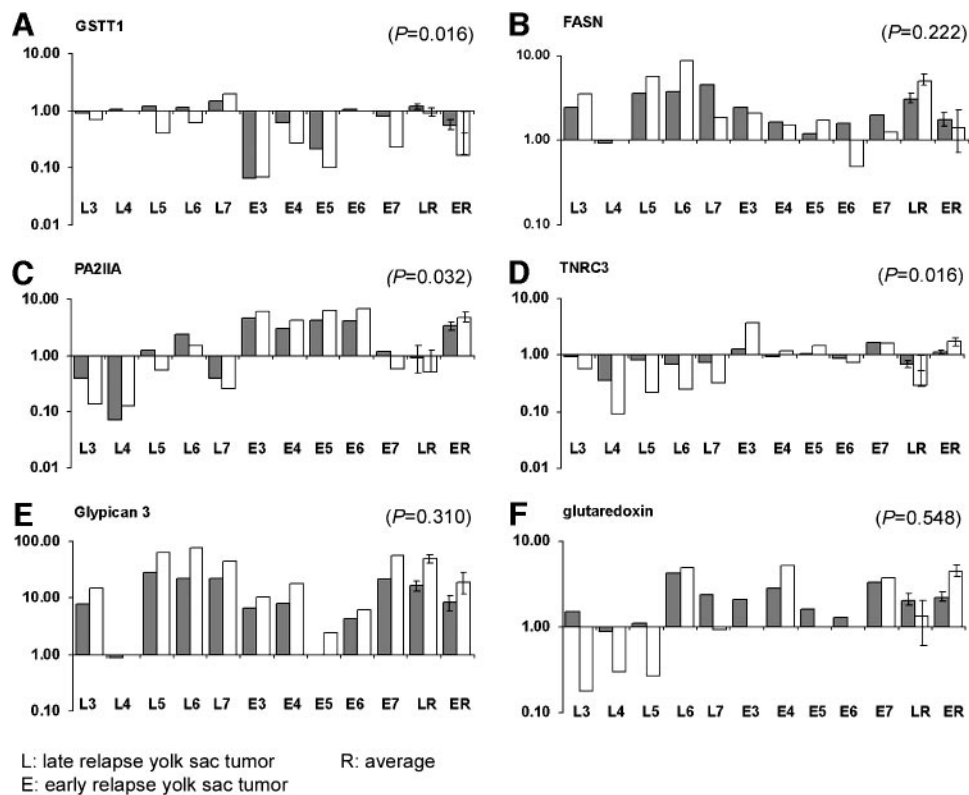 A GSTT1 (P=0.016)
10.00
1.00
0.10
0.01
L3 L4 L5 L6 L7 E3 E4 E5 E6 E7 LR ER
B FASN (P=0.222)
10.00
1.00
0.10
L3 L4 L5 L6 L7 E3 E4 E5 E6 E7 LR ER
C PA2IIA (P=0.032)
10.00
1.00
0.10
0.01
L3 L4 L5 L6 L7 E3 E4 E5 E6 E7 LR ER
D TNRC3 (P=0.016)
10.00
1.00
0.10
0.01
L3 L4 L5 L6 L7 E3 E4 E5 E6 E7 LR ER
E Glypican 3 (P=0.310)
100.00
10.00
1.00
0.10
L3 L4 L5 L6 L7 E3 E4 E5 E6 E7 LR ER
F glutaredoxin (P=0.548)
10.00
1.00
0.10
L3 L4 L5 L6 L7 E3 E4 E5 E6 E7 LR ER
L: late relapse yolk sac tumor R: average
E: early relapse yolk sac tumor